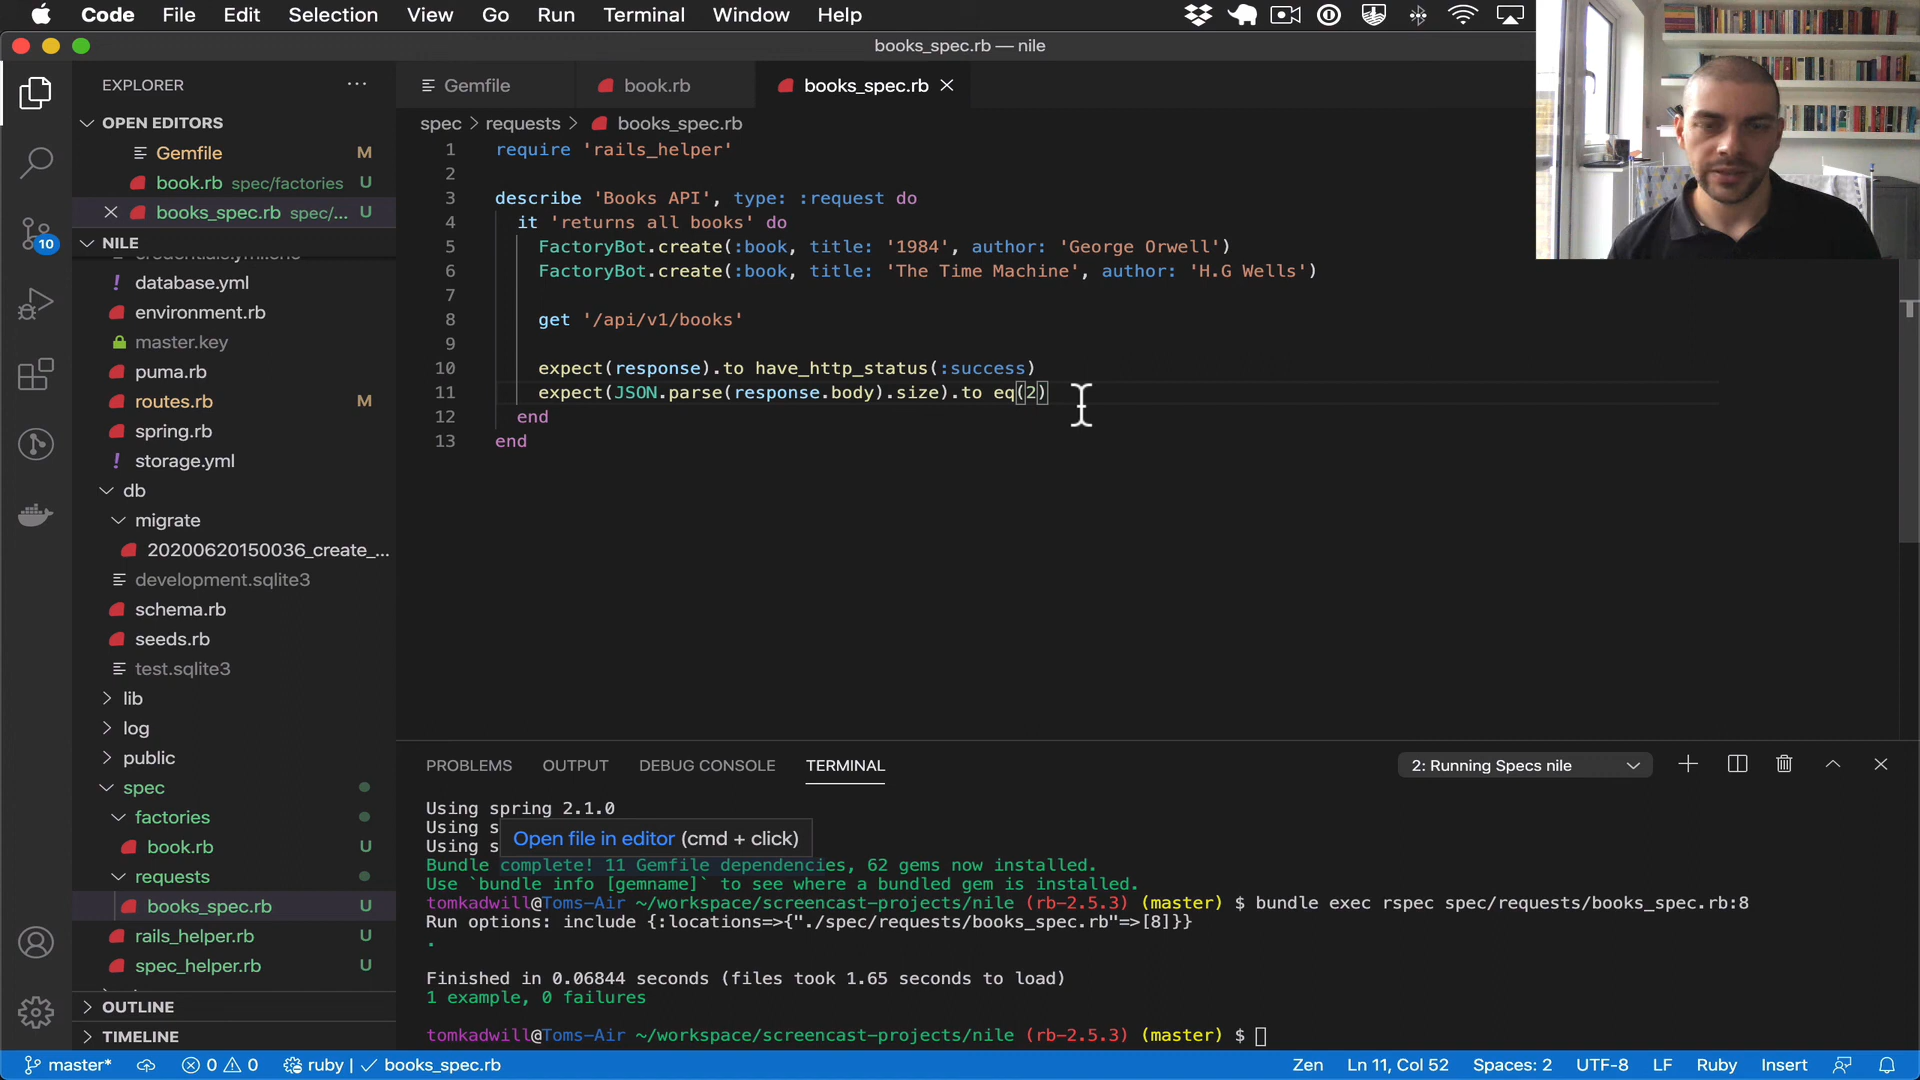 Code File Edit Selection View Go Run Terminal Window Help
books_spec.rb — nile
EXPLORER
OPEN EDITORS
Gemfile M
book.rb spec/factories U
books_spec.rb spec/... U
10
NILE
database.yml
environment.rb
master.key
puma.rb
routes.rb M
spring.rb
storage.yml
db
migrate
20200620150036_create_...
development.sqlite3
schema.rb
seeds.rb
test.sqlite3
lib
log
public
spec
factories
book.rb U
requests
books_spec.rb U
rails_helper.rb U
spec_helper.rb U
OUTLINE
TIMELINE
Gemfile book.rb books_spec.rb
spec > requests > books_spec.rb
1 require 'rails_helper'
2
3 describe 'Books API', type: :request do
4 it 'returns all books' do
5 FactoryBot.create(:book, title: '1984', author: 'George Orwell')
6 FactoryBot.create(:book, title: 'The Time Machine', author: 'H.G Wells')
7
8 get '/api/v1/books'
9
10 expect(response).to have_http_status(:success)
11 expect(JSON.parse(response.body).size).to eq(2)
12 end
13 end
PROBLEMS OUTPUT DEBUG CONSOLE TERMINAL 2: Running Specs nile
Using spring 2.1.0
Using s
Open file in editor (cmd + click)
Using s
Bundle complete! 11 Gemfile dependencies, 62 gems now installed.
Use `bundle info [gemname]` to see where a bundled gem is installed.
tomkadwill@Toms-Air ~/workspace/screencast-projects/nile (rb-2.5.3) (master) $ bundle exec rspec spec/requests/books_spec.rb:8
Run options: include {:locations=>{"./spec/requests/books_spec.rb"=>[8]}}
.
Finished in 0.06844 seconds (files took 1.65 seconds to load)
1 example, 0 failures
tomkadwill@Toms-Air ~/workspace/screencast-projects/nile (rb-2.5.3) (master) $
master* 0 0 ruby | books_spec.rb Zen Ln 11, Col 52 Spaces: 2 UTF-8 LF Ruby Insert